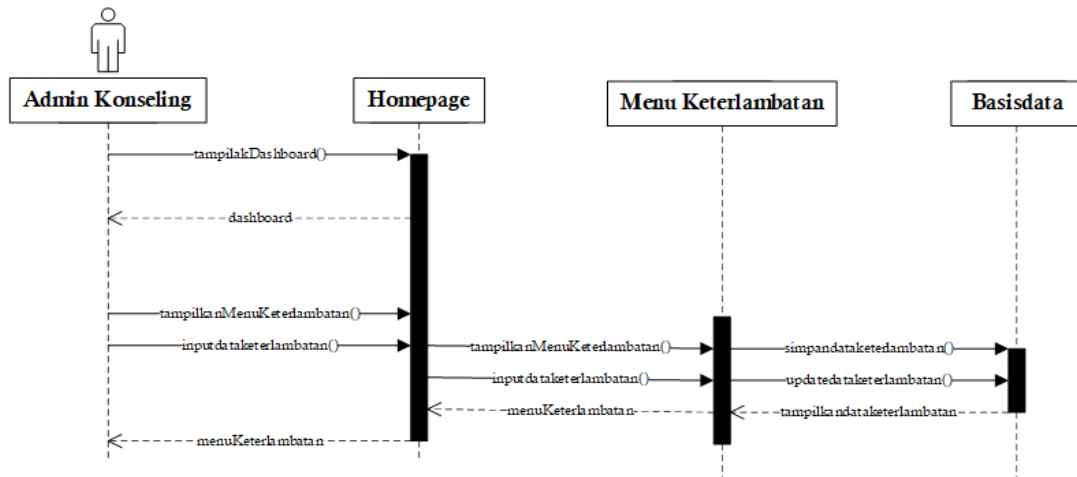 Admin Konseling
Homepage
Menu Keterlambatan
Basisdata
tampilakDashboard()
dashboard
tampilkanMenuKeterlambatan()
inputdataketerlambatan()
tampilkanMenuKeterlambatan()
simpandataketerlambatan()
inputdataketerlambatan()
updatedataketerlambatan()
menuKeterlambatan
tampilkandataketerlambatan
menuKeterlambatan